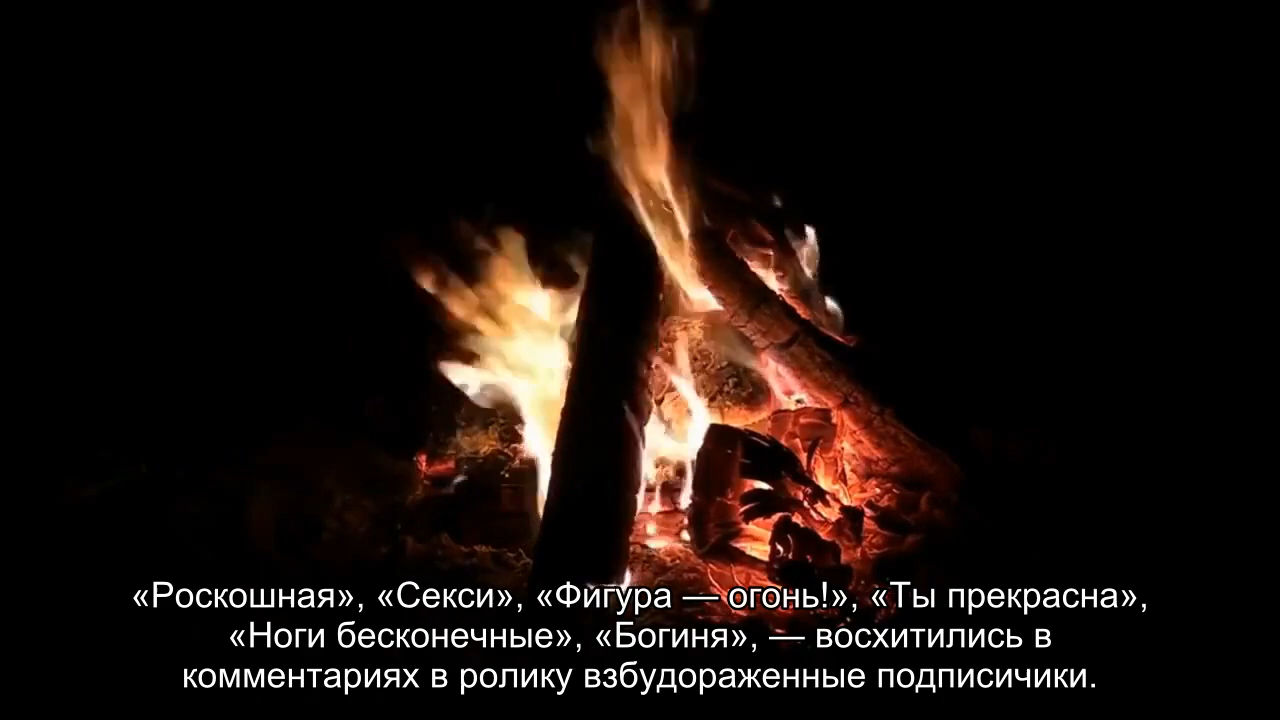 «Роскошная», «Секси», «Фигура — огонь!», «Ты прекрасна»,
«Ноги бесконечные», «Богиня», — восхитились в
комментариях в ролику взбудораженные подписичики.